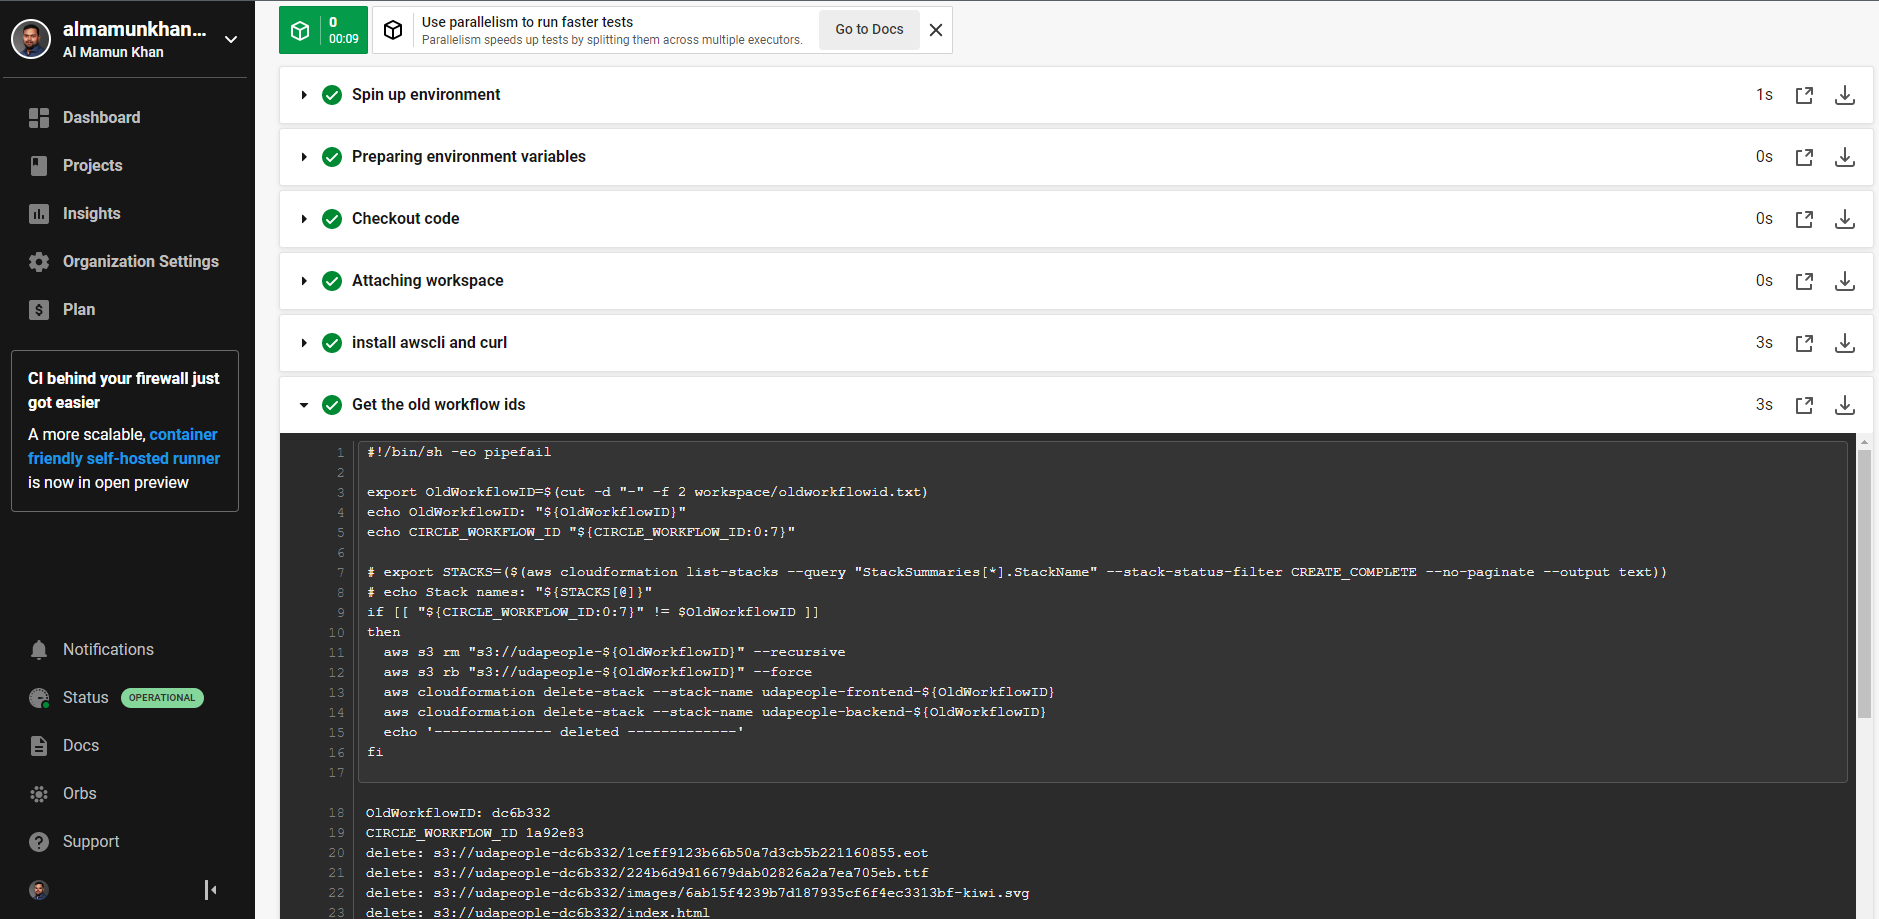 almamunkhan...
Al Mamun Khan
Dashboard
Projects
Insights
Organization Settings
Plan
CI behind your firewall just
got easier
A more scalable, container
friendly self-hosted runner
is now in open preview
Notifications
Status OPERATIONAL
Docs
Orbs
Support
0
00:09
Use parallelism to run faster tests
Parallelism speeds up tests by splitting them across multiple executors.
Go to Docs
Spin up environment 1s
Preparing environment variables 0s
Checkout code 0s
Attaching workspace 0s
install awscli and curl 3s
Get the old workflow ids 3s
1 #!/bin/sh -eo pipefail
2
3 export OldWorkflowID=$(cut -d "-" -f 2 workspace/oldworkflowid.txt)
4 echo OldWorkflowID: "${OldWorkflowID}"
5 echo CIRCLE_WORKFLOW_ID "${CIRCLE_WORKFLOW_ID:0:7}"
6
7 # export STACKS=($(aws cloudformation list-stacks --query "StackSummaries[*].StackName" --stack-status-filter CREATE_COMPLETE --no-paginate --output text))
8 # echo Stack names: "${STACKS[@]}"
9 if [[ "${CIRCLE_WORKFLOW_ID:0:7}" != $OldWorkflowID ]]
10 then
11 aws s3 rm "s3://udapeople-${OldWorkflowID}" --recursive
12 aws s3 rb "s3://udapeople-${OldWorkflowID}" --force
13 aws cloudformation delete-stack --stack-name udapeople-frontend-${OldWorkflowID}
14 aws cloudformation delete-stack --stack-name udapeople-backend-${OldWorkflowID}
15 echo '-------------- deleted -------------'
16 fi
17
18 OldWorkflowID: dc6b332
19 CIRCLE_WORKFLOW_ID 1a92e83
20 delete: s3://udapeople-dc6b332/1ceff9123b66b50a7d3cb5b221160855.eot
21 delete: s3://udapeople-dc6b332/224b6d9d16679dab02826a2a7ea705eb.ttf
22 delete: s3://udapeople-dc6b332/images/6ab15f4239b7d187935cf6f4ec3313bf-kiwi.svg
23 delete: s3://udapeople-dc6b332/index.html